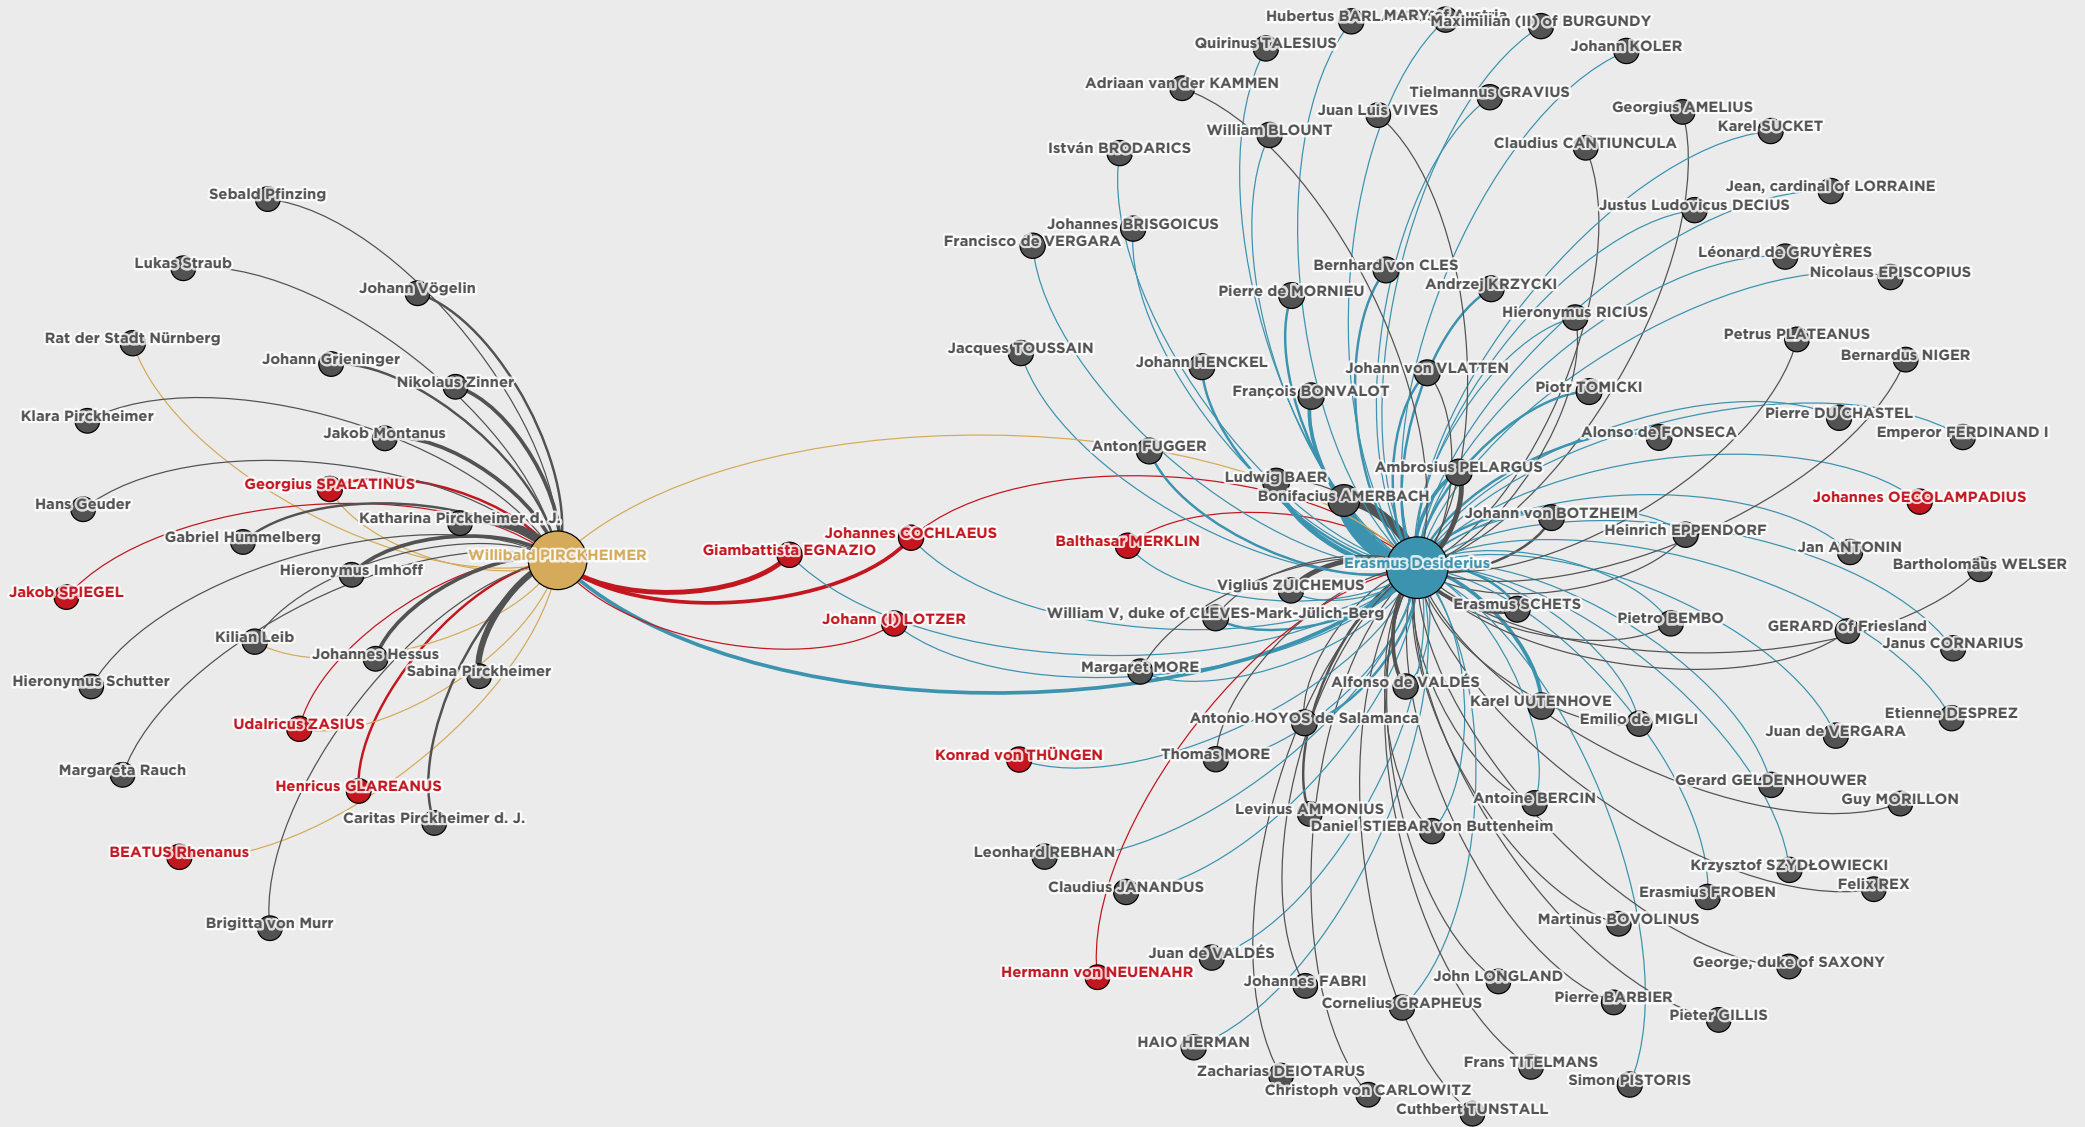 Hubertus BARL
MARY of Austria
Maximilian (II) of BURGUNDY
Quirinus TALESIUS
Johann KOLER
Adriaan van der KAMMEN
Tielmannus GRAVIUS
Juan Luis VIVES
Georgius AMELIUS
William BLOUNT
Karel SUCKET
István BRODARICS
Claudius CANTIUNCULA
Sebald Pfinzing
Jean, cardinal of LORRAINE
Justus Ludovicus DECIUS
Johannes BRISGOICUS
Francisco de VERGARA
Lukas Straub
Léonard de GRUYÈRES
Bernhard von CLES
Nicolaus EPISCOPIUS
Johann Vögelin
Pierre de MORNIEU
Andrzej KRZYCKI
Hieronymus RICIUS
Rat der Stadt Nürnberg
Petrus PLATEANUS
Jacques TOUSSAIN
Bernardus NIGER
Johann Grieninger
Johann HENCKEL
Johann von VLATTEN
Nikolaus Zinner
François BONVALOT
Piotr TOMICKI
Klara Pirckheimer
Pierre DU CHASTEL
Jakob Montanus
Alonso de FONSECA
Emperor FERDINAND I
Anton FUGGER
Ambrosius PELARGUS
Georgius SPALATINUS
Ludwig BAER
Bonifacius AMERBACH
Johannes OECOLAMPADIUS
Hans Geuder
Katharina Pirckheimer d. J.
Johann von BOTZHEIM
Gabriel Hummelberg
Johannes COCHLAEUS
Balthasar MERKLIN
Heinrich EPPENDORF
Giambattista EGNAZIO
Jan ANTONIN
Willibald PIRCKHEIMER
Erasmus Desiderius
Bartholomäus WELSER
Hieronymus Imhoff
Viglius ZUICHEMUS
Jakob SPIEGEL
Erasmus SCHETS
William V, duke of CLEVES-Mark-Jülich-Berg
Johann (I) LOTZER
Pietro BEMBO
GERARD of Friesland
Kilian Leib
Janus CORNARIUS
Johannes Hessus
Margaret MORE
Sabina Pirckheimer
Hieronymus Schutter
Alfonso de VALDÉS
Karel UUTENHOVE
Antonio HOYOS de Salamanca
Emilio de MIGLI
Etienne DESPREZ
Udalricus ZASIUS
Juan de VERGARA
Konrad von THÜNGEN
Thomas MORE
Margareta Rauch
Gerard GELDENHOUWER
Henricus GLAREANUS
Antoine BERCIN
Guy MORILLON
Levinus AMMONIUS
Caritas Pirckheimer d. J.
Daniel STIEBAR von Buttenheim
BEATUS Rhenanus
Leonhard REBHAN
Krzysztof SZYDŁOWIECKI
Claudius JANANDUS
Felix REX
Erasmius FROBEN
Brigitta von Murr
Martinus BOVOLINUS
Juan de VALDÉS
George, duke of SAXONY
Hermann von NEUENAHR
Johannes FABRI
John LONGLAND
Cornelius GRAPHEUS
Pierre BARBIER
Pieter GILLIS
HAIO HERMAN
Frans TITELMANS
Zacharias DEIOTARUS
Simon PISTORIS
Christoph von CARLOWITZ
Cuthbert TUNSTALL